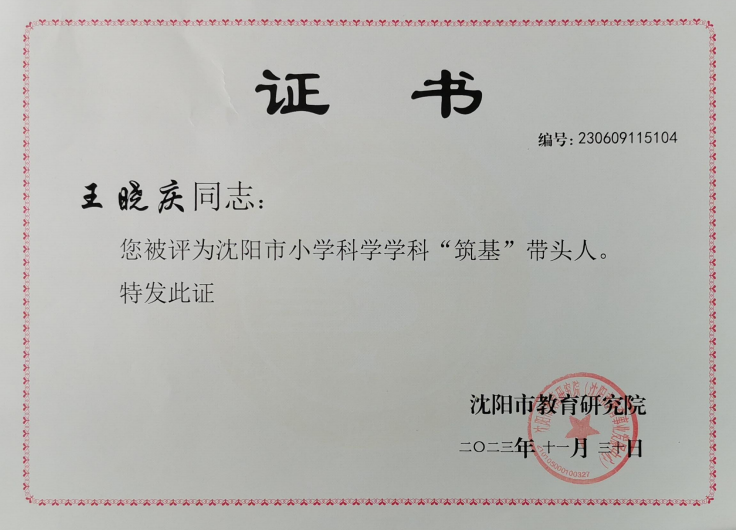 证 书
编号：230609115104
王晓庆同志：
您被评为沈阳市小学科学学科“筑基”带头人。
特发此证
沈阳市教育研究院
二〇二三年十一月三十日